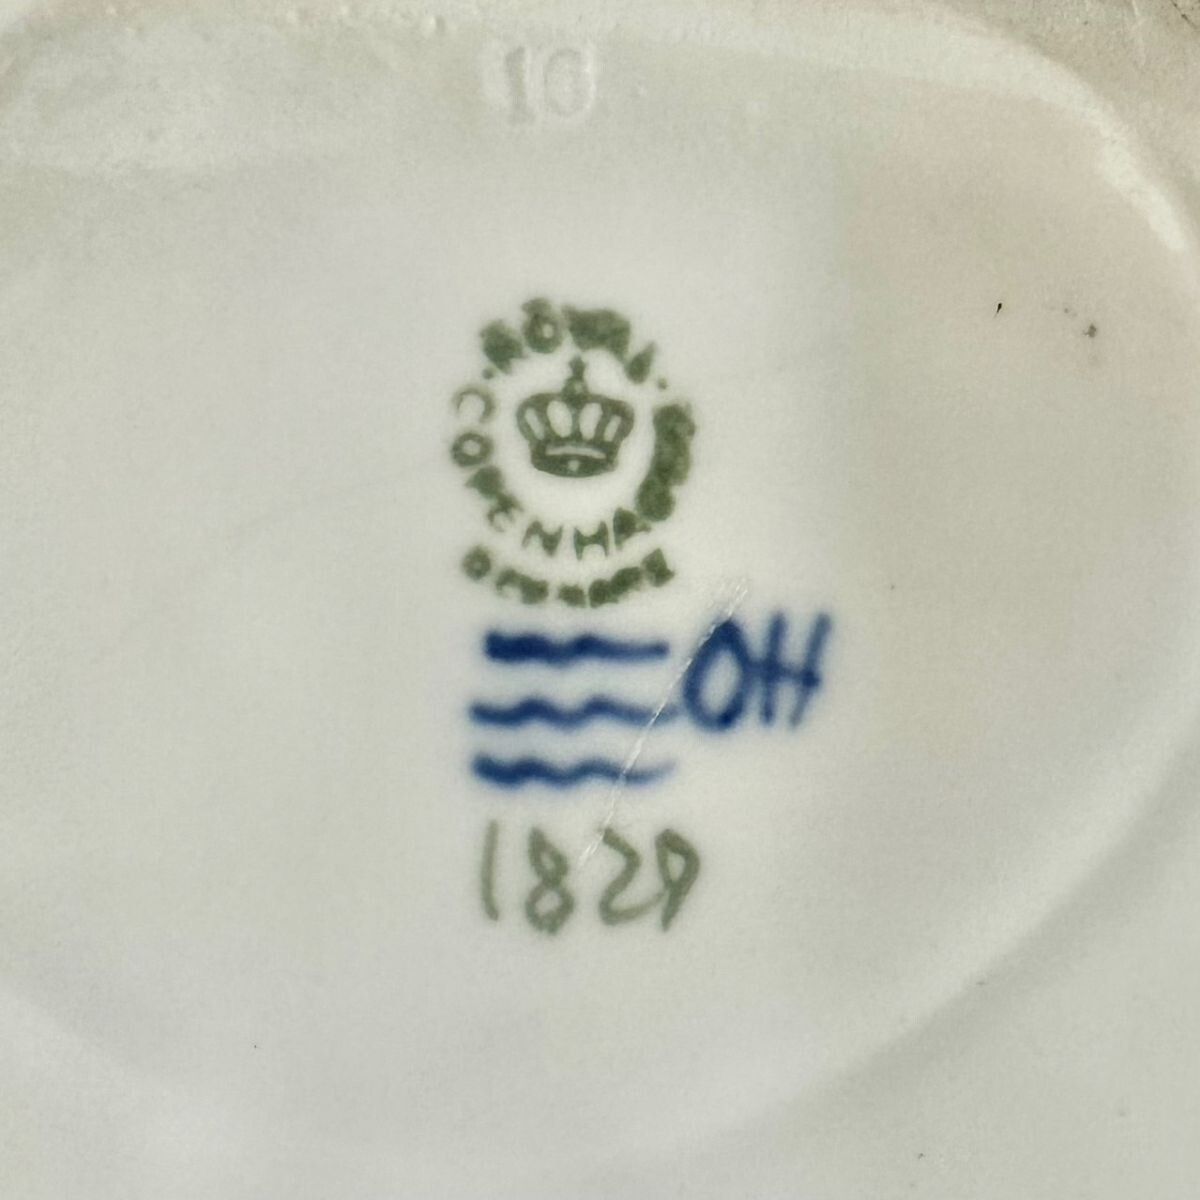 10
ROYAL
COPENHAGEN
DENMARK
OH
1829